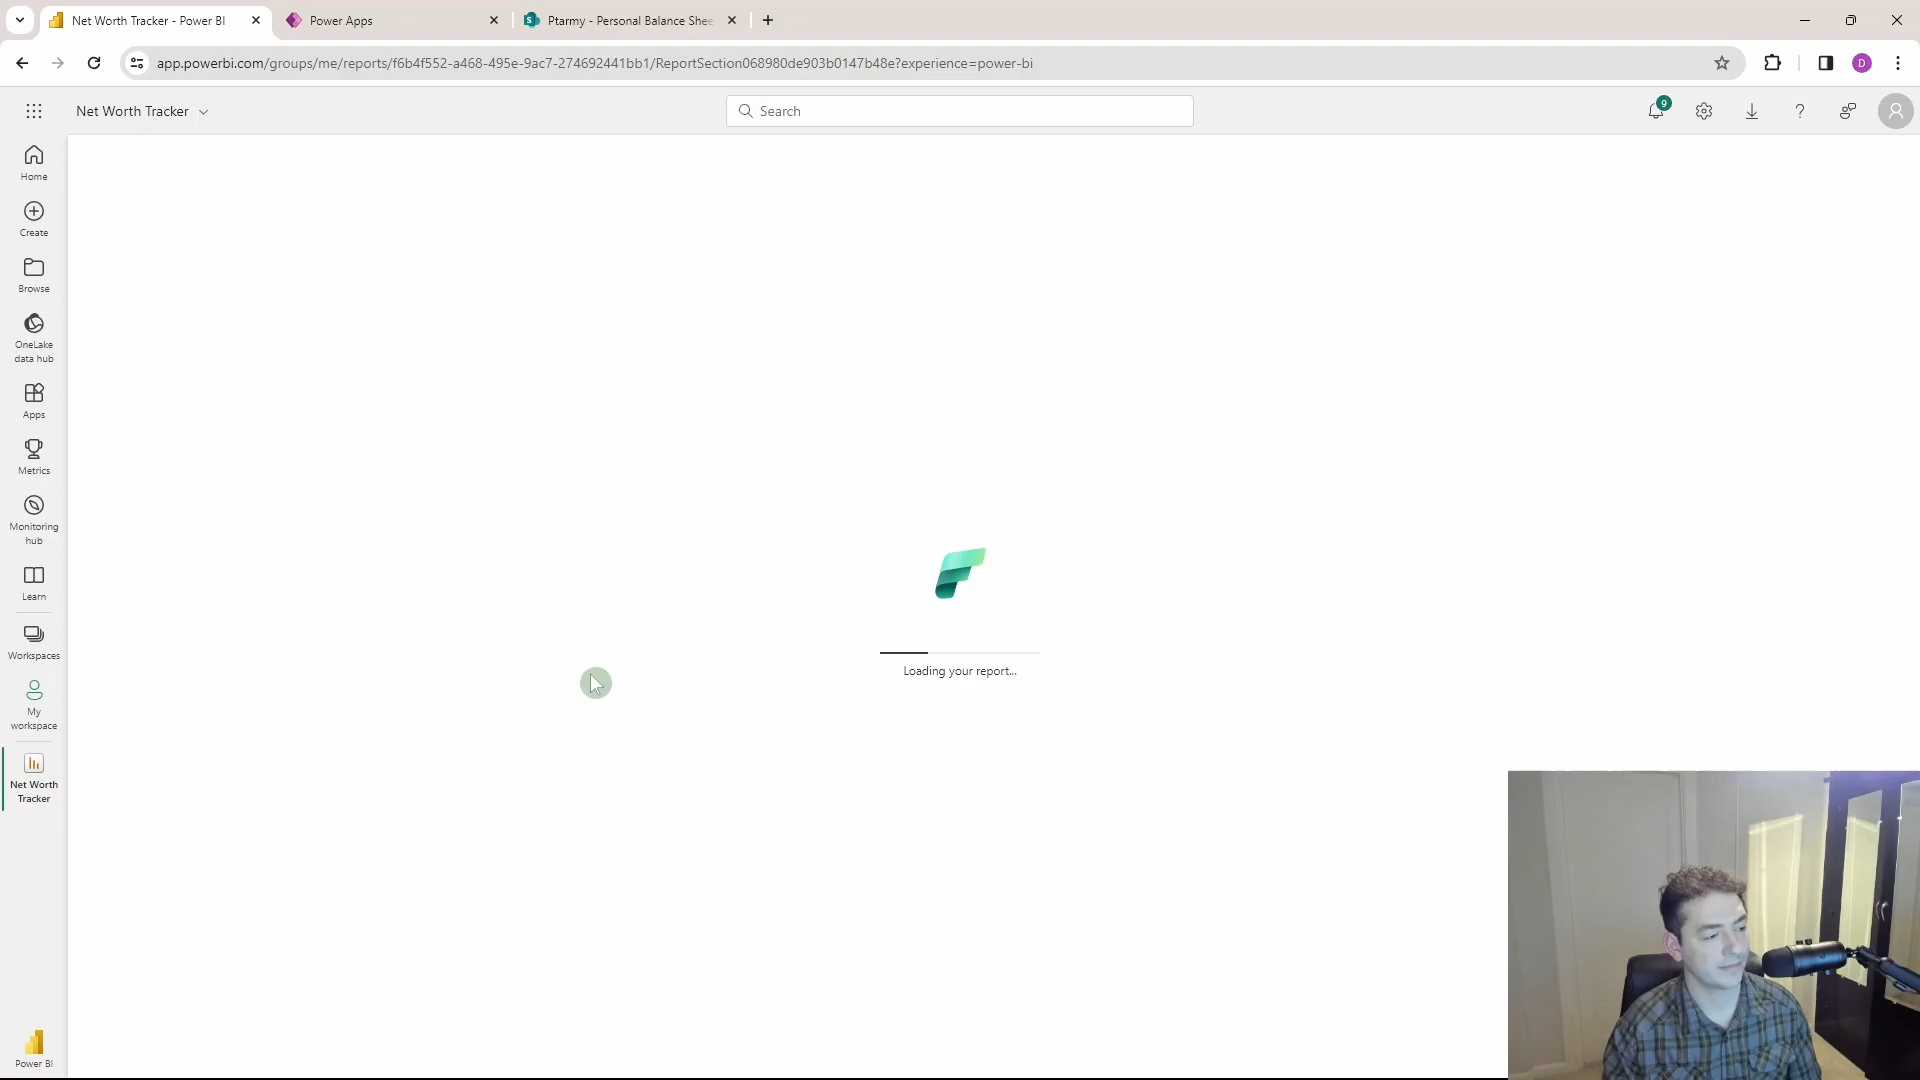 Net Worth Tracker - Power BI
Power Apps
Ptarmy - Personal Balance Shee
app.powerbi.com/groups/me/reports/f6b4f552-a468-495e-9ac7-274692441bb1/ReportSection068980de903b0147b48e?experience=power-bi
D
Net Worth Tracker
Search
9
Home
Create
Browse
OneLake
data hub
Apps
Metrics
Monitoring
hub
Learn
Workspaces
My
workspace
Net Worth
Tracker
Power BI
Loading your report...